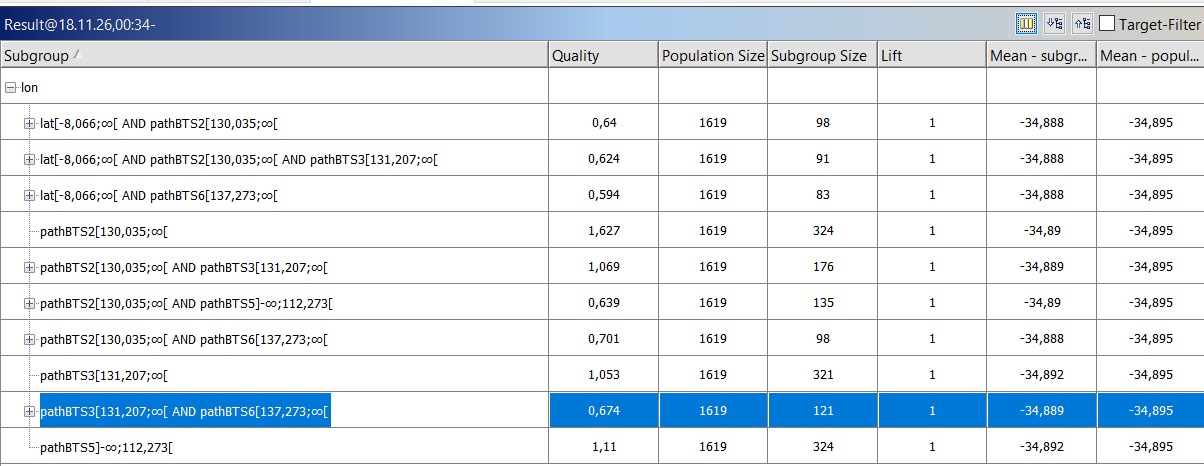 Result@18.11.26,00:34-
Target-Filter
Subgroup Quality Population Size Subgroup Size Lift Mean - subgr... Mean - popul...
lon
lat[-8,066;∞[ AND pathBTS2[130,035;∞[ 0,64 1619 98 1 -34,888 -34,895
lat[-8,066;∞[ AND pathBTS2[130,035;∞[ AND pathBTS3[131,207;∞[ 0,624 1619 91 1 -34,888 -34,895
lat[-8,066;∞[ AND pathBTS6[137,273;∞[ 0,594 1619 83 1 -34,888 -34,895
pathBTS2[130,035;∞[ 1,627 1619 324 1 -34,89 -34,895
pathBTS2[130,035;∞[ AND pathBTS3[131,207;∞[ 1,069 1619 176 1 -34,889 -34,895
pathBTS2[130,035;∞[ AND pathBTS5]-∞;112,273[ 0,639 1619 135 1 -34,89 -34,895
pathBTS2[130,035;∞[ AND pathBTS6[137,273;∞[ 0,701 1619 98 1 -34,888 -34,895
pathBTS3[131,207;∞[ 1,053 1619 321 1 -34,892 -34,895
pathBTS3[131,207;∞[ AND pathBTS6[137,273;∞[ 0,674 1619 121 1 -34,889 -34,895
pathBTS5]-∞;112,273[ 1,11 1619 324 1 -34,892 -34,895